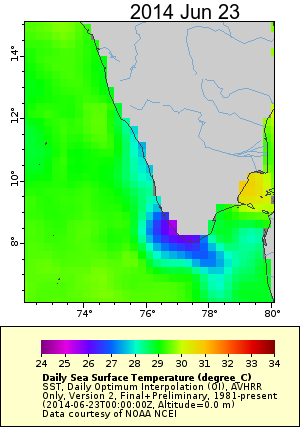 2014 Jun 23
14°
12°
10°
8°
74° 76° 78° 80°
24 25 26 27 28 29 30 31 32 33 34
Daily Sea Surface Temperature (degree_C)
SST, Daily Optimum Interpolation (OI), AVHRR
Only, Version 2, Final+Preliminary, 1981-present
(2014-06-23T00:00:00Z, Altitude=0.0 m)
Data courtesy of NOAA NCEI